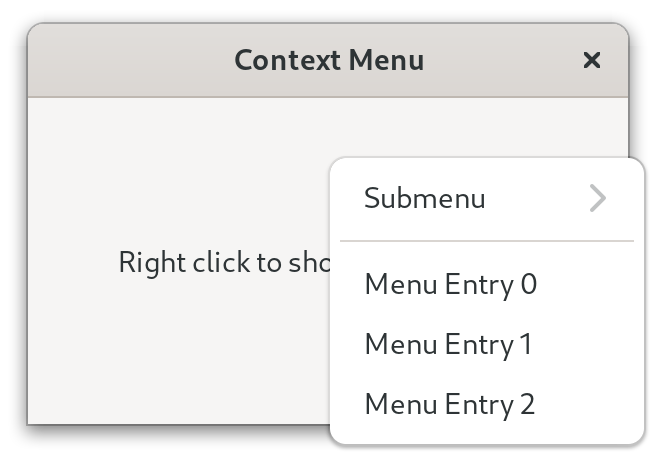 Context Menu
Submenu
Right click to sho
Menu Entry 0
Menu Entry 1
Menu Entry 2